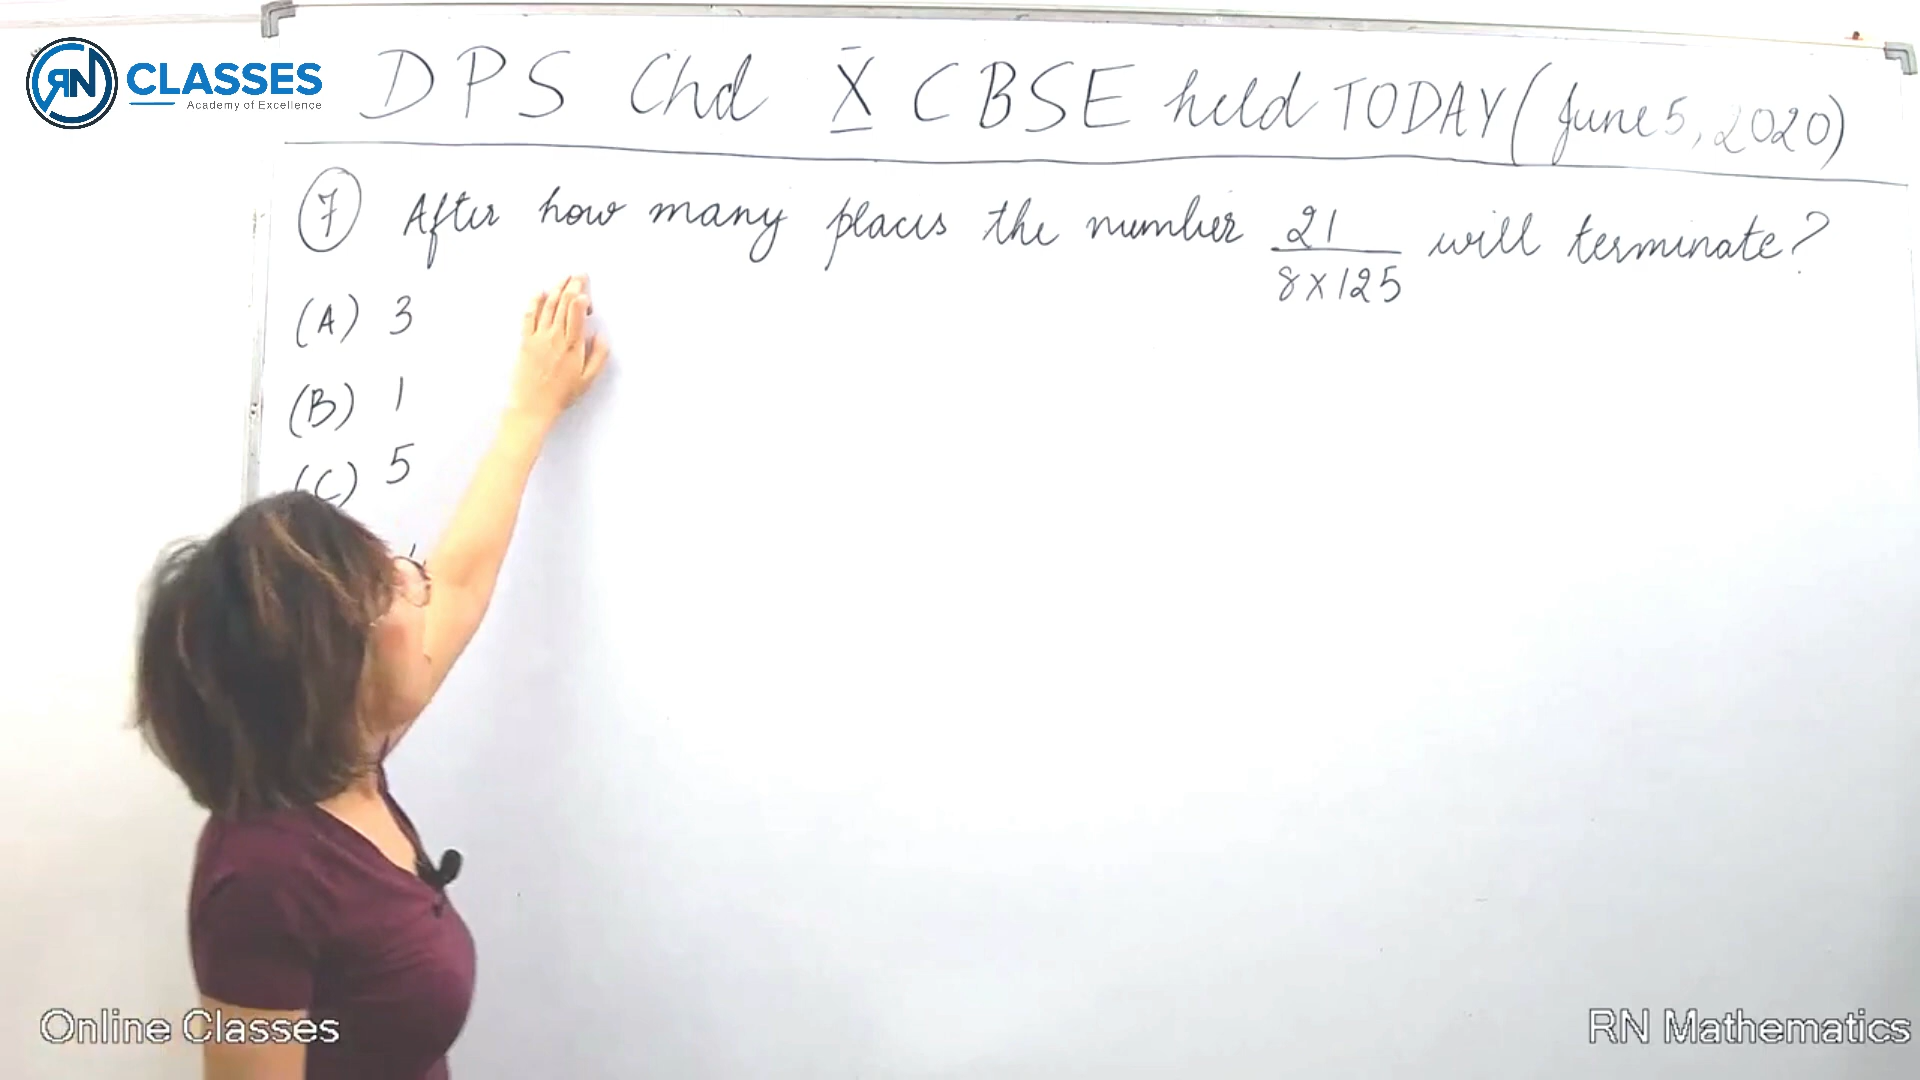 RN CLASSES
Academy of Excellence
DPS Chd X CBSE held TODAY (June 5, 2020)
7 After how many places the number 21 / 8 x 125 will terminate?
(A) 3
(B) 1
(C) 5
Online Classes
RN Mathematics